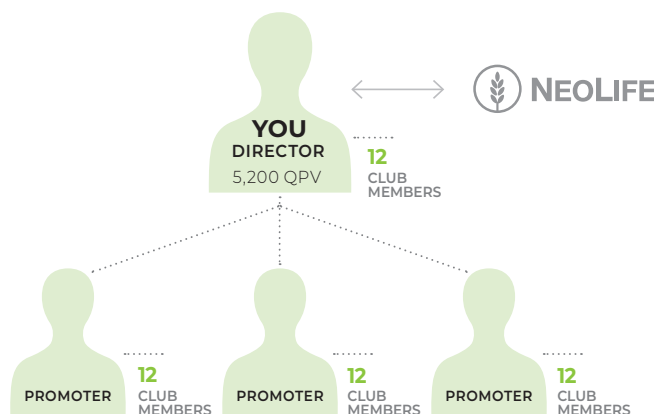 YOU
DIRECTOR
5,200 QPV
NEOLIFE
12
CLUB
MEMBERS
PROMOTER
12
CLUB
MEMBERS
PROMOTER
12
CLUB
MEMBERS
PROMOTER
12
CLUB
MEMBERS